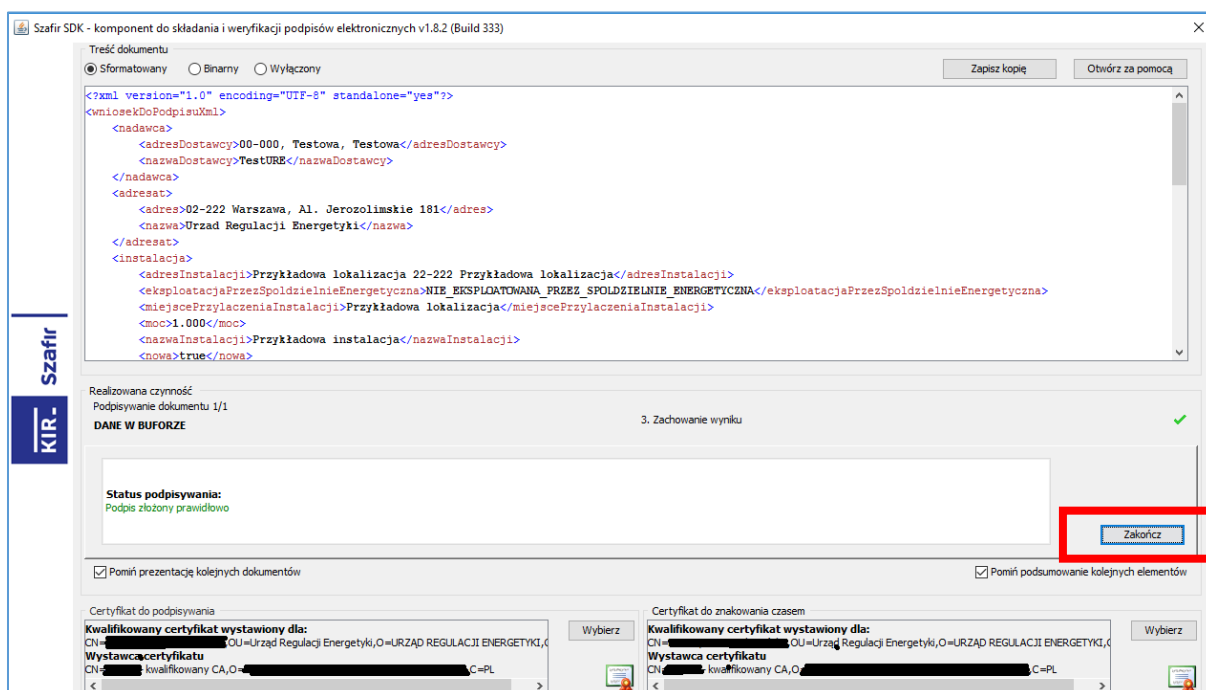 Szafir SDK - komponent do składania i weryfikacji podpisów elektronicznych v1.8.2 (Build 333)
Treść dokumentu
Sformatowany Binarny Wyłączony Zapisz kopię Otwórz za pomocą
<?xml version="1.0" encoding="UTF-8" standalone="yes"?>
<wniosekDoPodpisuXml>
<nadawca>
<adresDostawcy>00-000, Testowa, Testowa</adresDostawcy>
<nazwaDostawcy>TestURE</nazwaDostawcy>
</nadawca>
<adresat>
<adres>02-222 Warszawa, Al. Jerozolimskie 181</adres>
<nazwa>Urzad Regulacji Energetyki</nazwa>
</adresat>
<instalacja>
<adresInstalacji>Przykładowa lokalizacja 22-222 Przykładowa lokalizacja</adresInstalacji>
<eksploatacjaPrzezSpoldzielnieEnergetyczna>NIE_EKSPLOATOWANA_PRZEZ_SPOLDZIELNIE_ENERGETYCZNA</eksploatacjaPrzezSpoldzielnieEnergetyczna>
<miejscePrzylaczeniaInstalacji>Przykładowa lokalizacja</miejscePrzylaczeniaInstalacji>
<moc>1.000</moc>
<nazwaInstalacji>Przykładowa instalacja</nazwaInstalacji>
<nowa>true</nowa>
Szafir
KIR
Realizowana czynność
Podpisywanie dokumentu 1/1
DANE W BUFORZE
3. Zachowanie wyniku
Status podpisywania:
Podpis złożony prawidłowo
Zakończ
Pomiń prezentację kolejnych dokumentów Pomiń podsumowanie kolejnych elementów
Certyfikat do podpisywania
Kwalifikowany certyfikat wystawiony dla:
CN= OU=Urząd Regulacji Energetyki,O=URZĄD REGULACJI ENERGETYKI,
Wystawca certyfikatu
CN= kwalifikowany CA,O= C=PL
Wybierz
Certyfikat do znakowania czasem
Kwalifikowany certyfikat wystawiony dla:
CN= OU=Urząd Regulacji Energetyki,O=URZĄD REGULACJI ENERGETYKI,
Wystawca certyfikatu
CN= kwalifikowany CA,O= C=PL
Wybierz